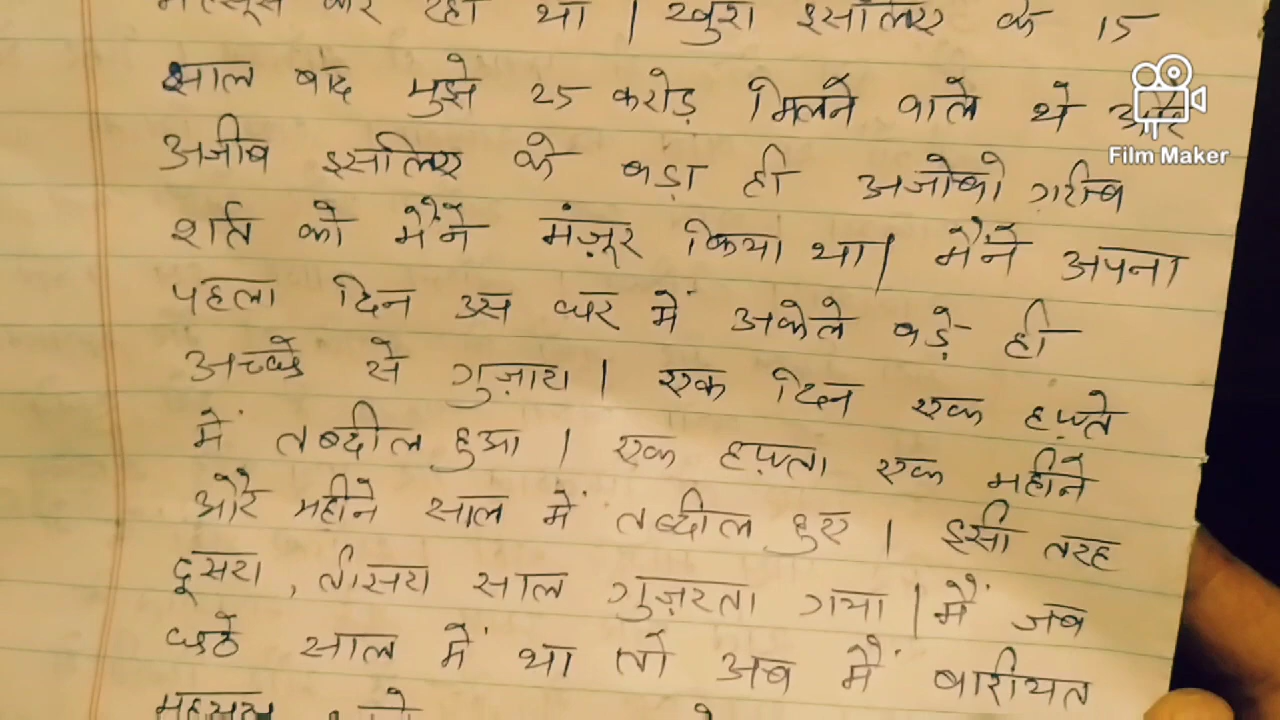 महसूस कर रहा था । खुश इसलिए के 15
साल बाद मुझे 25 करोड़ मिलने वाले थे और
अजीब इसलिए के बड़ा ही अजीबो ग़रीब
शर्त को मैंने मंज़ूर किया था। मैंने अपना
पहला दिन उस घर में अकेले बड़े ही
अच्छे से गुज़ारा । एक दिन एक हफ़्ते
में तब्दील हुआ । एक हफ़्ता एक महीने
और महीने साल में तब्दील हुए । इसी तरह
दूसरा, तीसरा साल गुज़रता गया । मैं जब
छठे साल में था तो अब मैं बोरीयत
महसूस
Film Maker